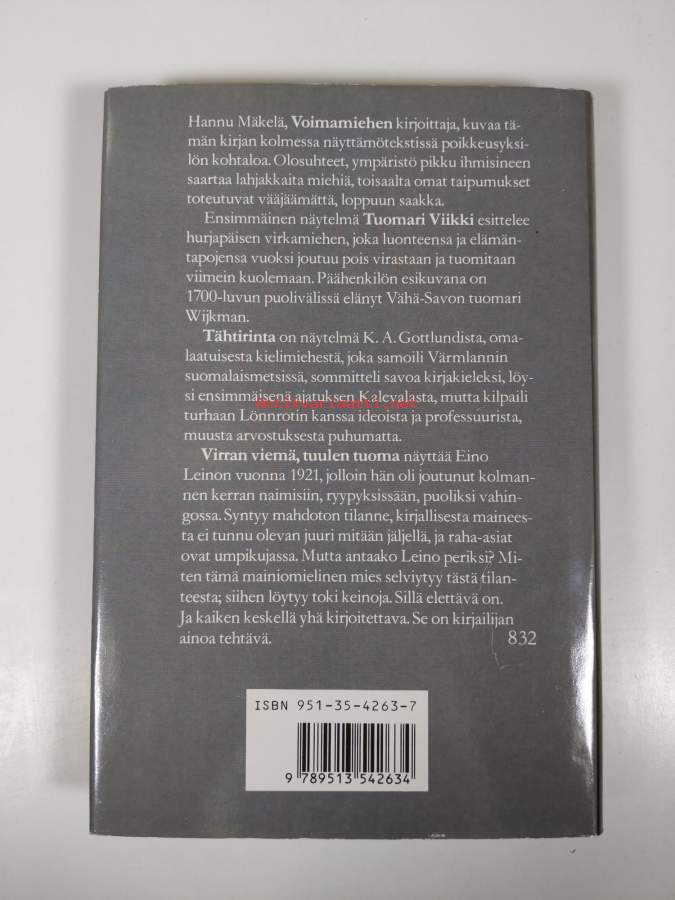 Hannu Mäkelä, Voimamiehen kirjoittaja, kuvaa tä-
män kirjan kolmessa näyttämötekstissä poikkeusyksi-
lön kohtaloa. Olosuhteet, ympäristö pikku ihmisineen
saartaa lahjakkaita miehiä, toisaalta omat taipumukset
toteutuvat vääjäämättä, loppuun saakka.
Ensimmäinen näytelmä Tuomari Viikki esittelee
hurjapäisen virkamiehen, joka luonteensa ja elämän-
tapojensa vuoksi joutuu pois virastaan ja tuomitaan
viimein kuolemaan. Päähenkilön esikuvana on
1700-luvun puolivälissä elänyt Vähä-Savon tuomari
Wijkman.
Tähtirinta on näytelmä K. A. Gottlundista, oma-
laatuisesta kielimiehestä, joka samoili Värmlannin
suomalaismetsissä, sommitteli savoa kirjakieleksi, löy-
si ensimmäisenä ajatuksen Kalevalasta, mutta kilpaili
antikvariaatti.net
turhaan Lönnrotin kanssa ideoista ja professuurista,
muusta arvostuksesta puhumatta.
Virran viemä, tuulen tuoma näyttää Eino
Leinon vuonna 1921, jolloin hän oli joutunut kolman-
nen kerran naimisiin, ryypyksissään, puoliksi vahin-
gossa. Syntyy mahdoton tilanne, kirjallisesta mainees-
ta ei tunnu olevan juuri mitään jäljellä, ja raha-asiat
ovat umpikujassa. Mutta antaako Leino periksi? Mi-
ten tämä mainiomielinen mies selviytyy tästä tilan-
teesta; siihen löytyy toki keinoja. Sillä elettävä on.
Ja kaiken keskellä yhä kirjoitettava. Se on kirjailijan
ainoa tehtävä. 832
ISBN 951-35-4263-7
9 789513 542634